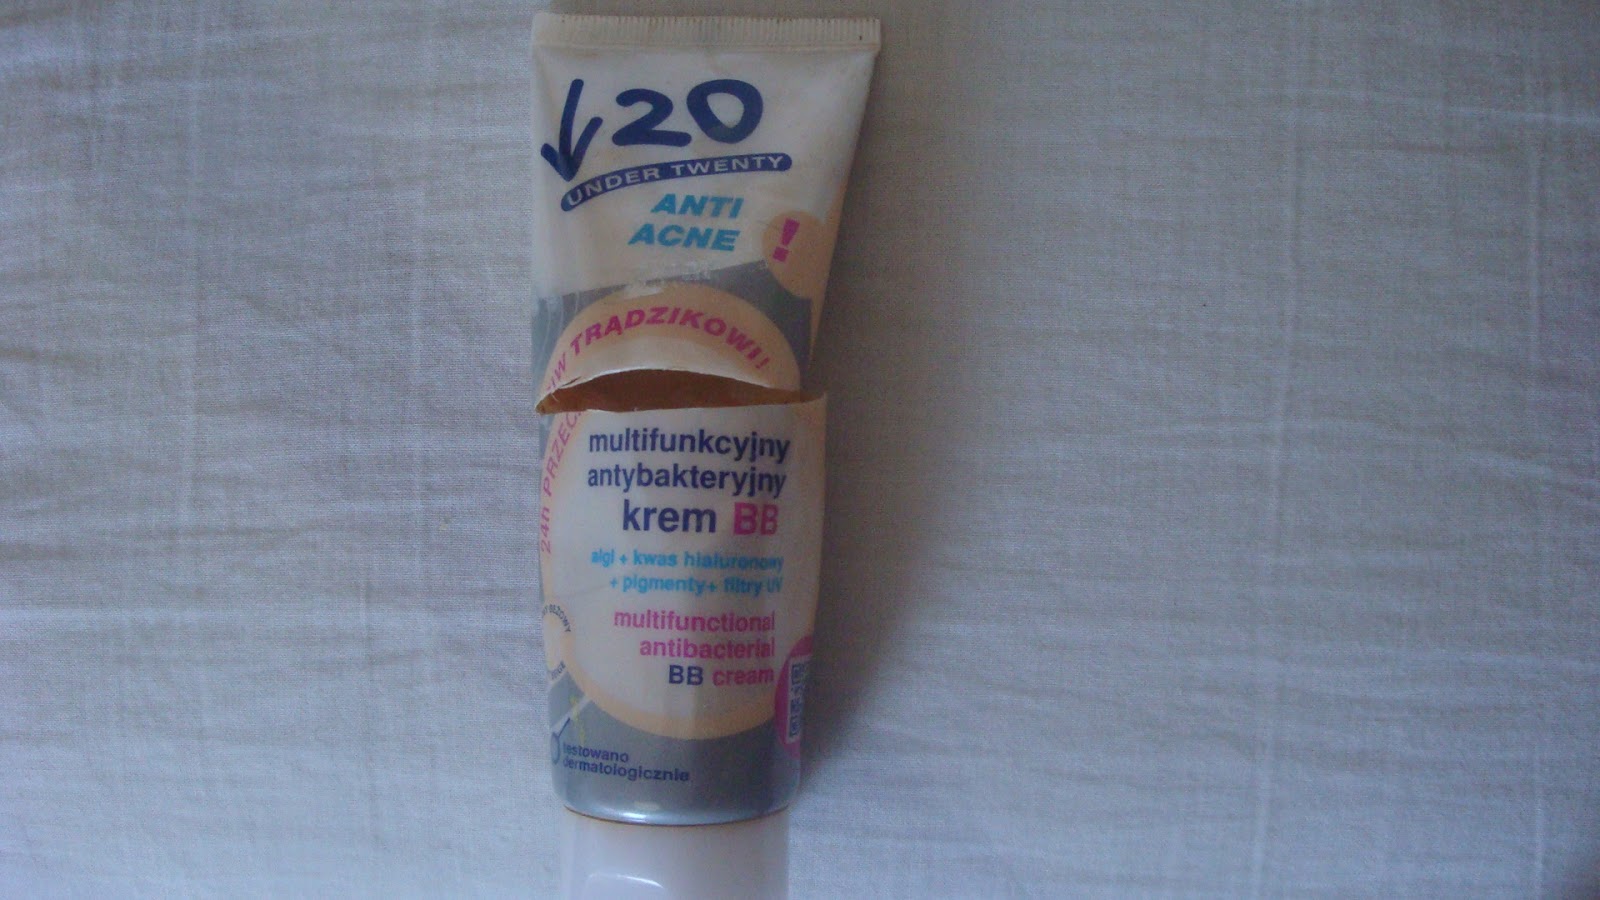 20
UNDER TWENTY
ANTI
ACNE
!
24h PRZECIW TRĄDZIKOWI!
multifunkcyjny
antybakteryjny
krem BB
algi + kwas hialuronowy
+ pigmenty+ filtry UV
multifunctional
antibacterial
BB cream
testowano
dermatologicznie